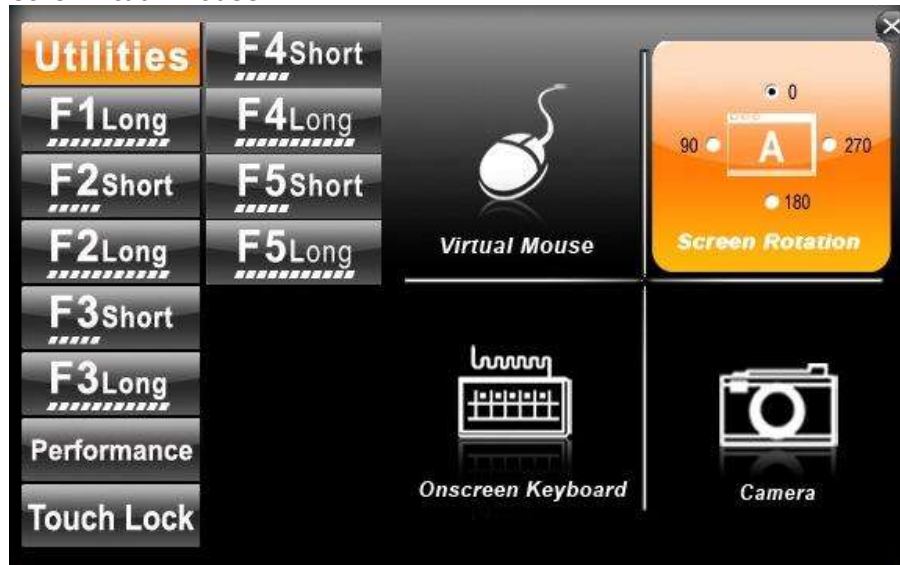 Utilities
F1Long
F2Short
F2Long
F3Short
F3Long
Performance
Touch Lock
F4Short
F4Long
F5Short
F5Long
Virtual Mouse
0
90
A
270
180
Screen Rotation
Onscreen Keyboard
Camera